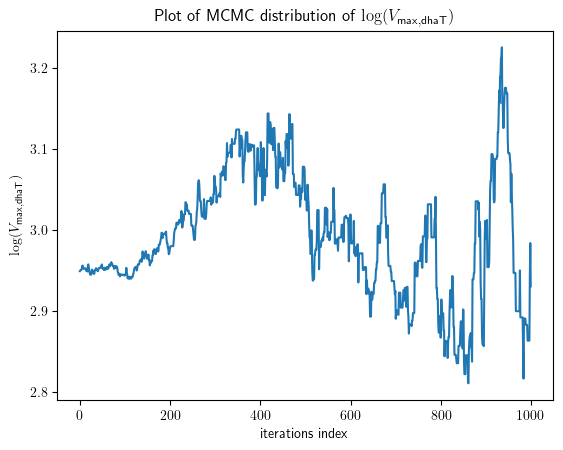 Plot of MCMC distribution of log(V_max,dhaT)
log(V_max,dhaT)
3.2
3.1
3.0
2.9
2.8
0 200 400 600 800 1000
iterations index